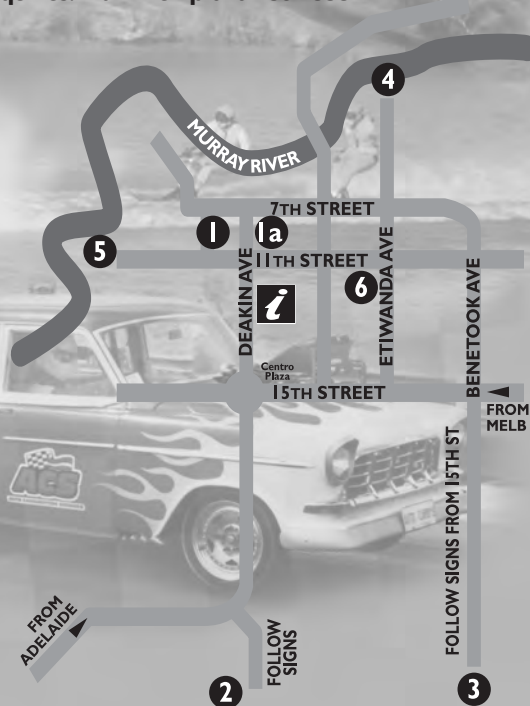 4
MURRAY RIVER
7TH STREET
1
1a
5
11TH STREET
DEAKIN AVE
i
6
ETIWANDA AVE
BENETOOK AVE
Centro
Plaza
15TH STREET
FROM
MELB
ACS
FOLLOW SIGNS FROM 15TH ST
FROM
ADELAIDE
FOLLOW
SIGNS
2
3